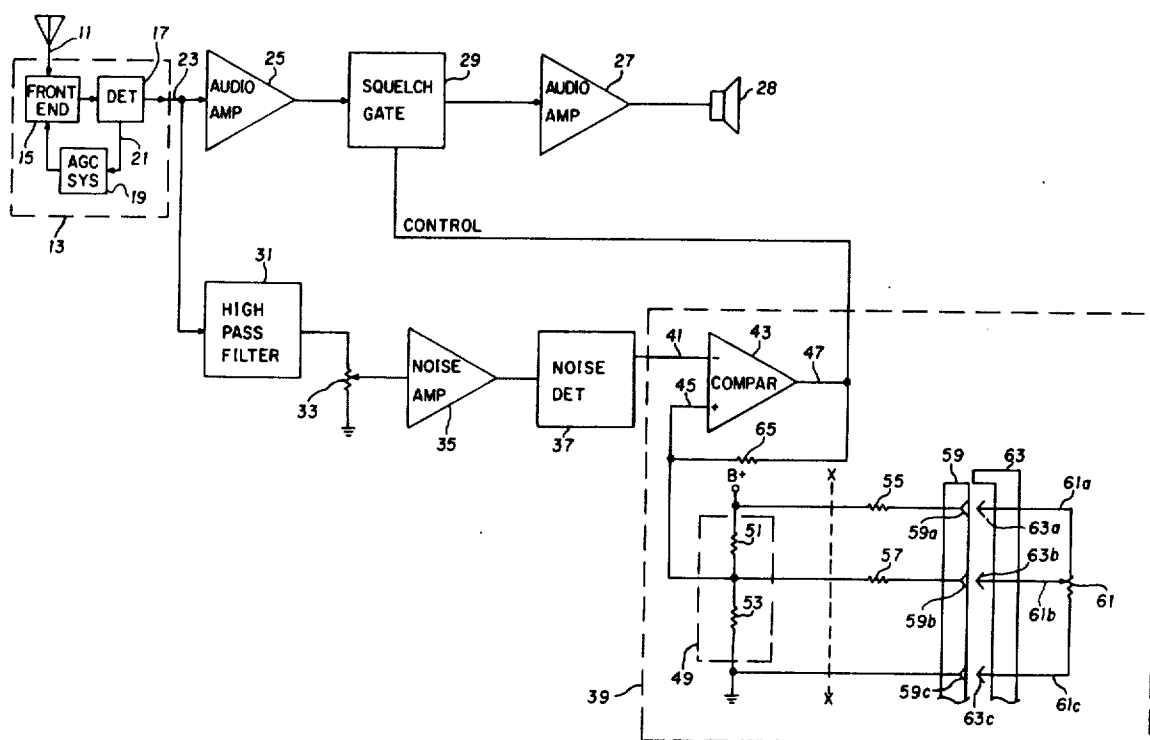 11
17
23
25
29
27
28
FRONT
END
DET
AUDIO
AMP
SQUELCH
GATE
AUDIO
AMP
15
21
AGC
SYS
19
13
CONTROL
31
HIGH
PASS
FILTER
33
NOISE
AMP
35
NOISE
DET
37
41
43
-
COMPAR
47
45
+
65
B+
X
55
59
63
61a
51
59a
63a
57
63b
53
59b
61b
61
49
39
X
59c
63c
61c